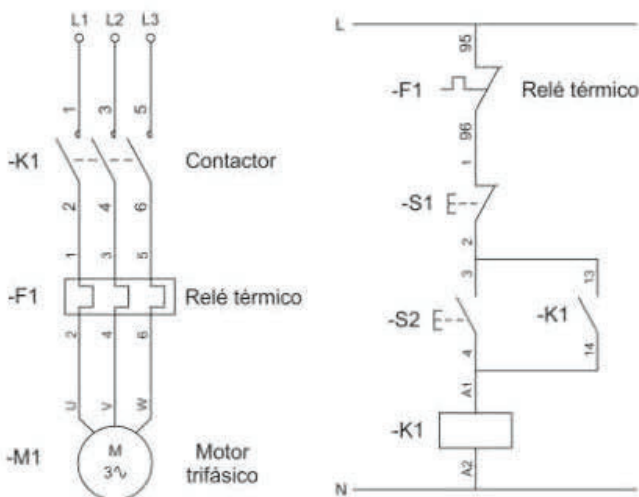 L1 L2 L3
1 3 5
-K1 Contactor
2 4 6
1 3 5
-F1 Relé térmico
2 4 6
U V W
-M1 M 3∿ Motor
trifásico
L
95
-F1 Relé térmico
96
1
-S1
2
3 13
-S2 -K1
4 14
A1
-K1
A2
N